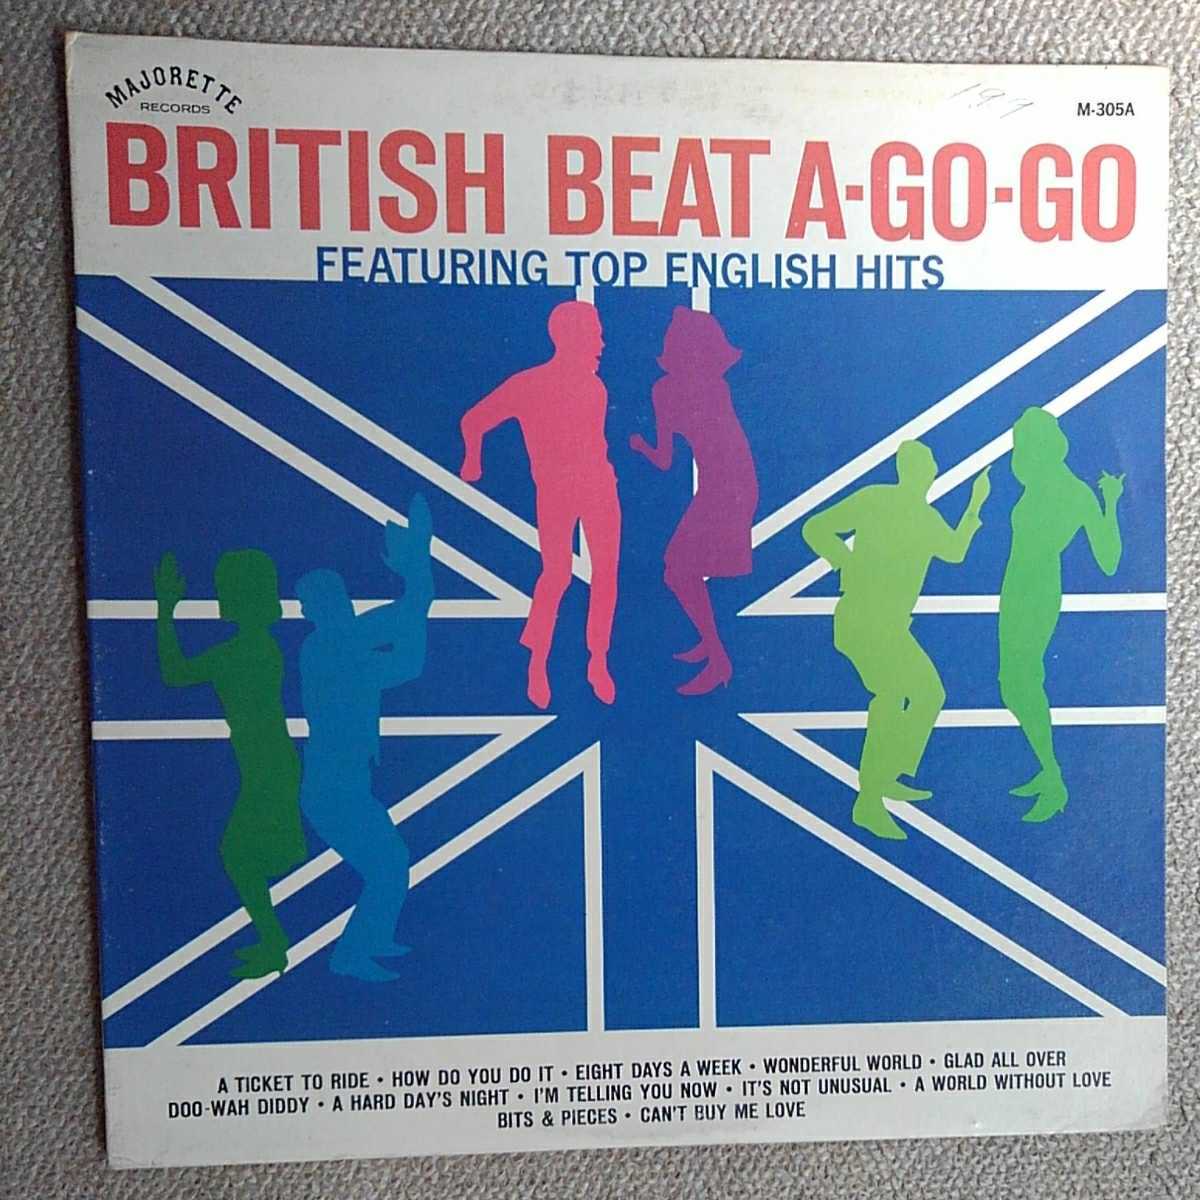 MAJORETTE
RECORDS
199
M-305A
BRITISH BEAT A-GO-GO
FEATURING TOP ENGLISH HITS
A TICKET TO RIDE • HOW DO YOU DO IT • EIGHT DAYS A WEEK • WONDERFUL WORLD • GLAD ALL OVER
DOO-WAH DIDDY • A HARD DAY'S NIGHT • I'M TELLING YOU NOW • IT'S NOT UNUSUAL • A WORLD WITHOUT LOVE
BITS & PIECES • CAN'T BUY ME LOVE